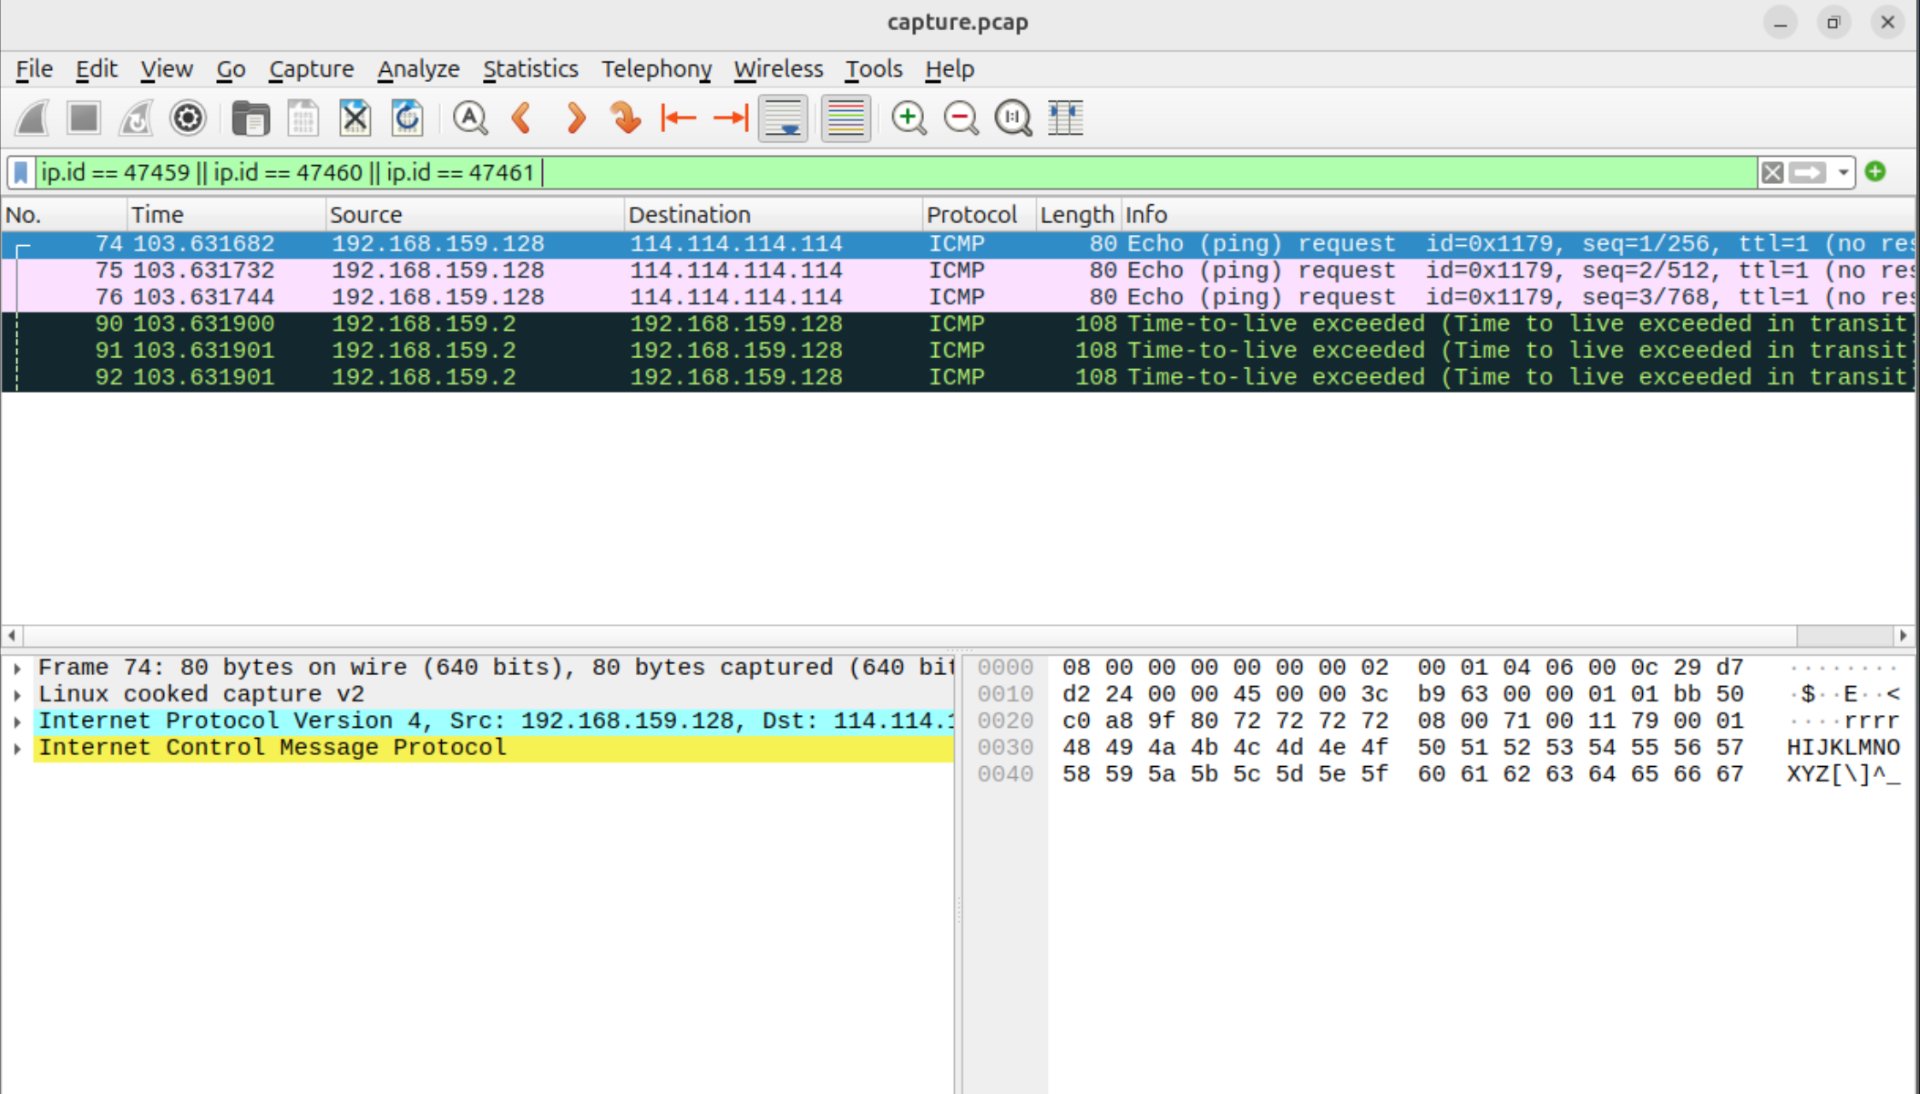 capture.pcap
File Edit View Go Capture Analyze Statistics Telephony Wireless Tools Help
ip.id == 47459 || ip.id == 47460 || ip.id == 47461
No. Time Source Destination Protocol Length Info
74 103.631682 192.168.159.128 114.114.114.114 ICMP 80 Echo (ping) request id=0x1179, seq=1/256, ttl=1 (no res
75 103.631732 192.168.159.128 114.114.114.114 ICMP 80 Echo (ping) request id=0x1179, seq=2/512, ttl=1 (no res
76 103.631744 192.168.159.128 114.114.114.114 ICMP 80 Echo (ping) request id=0x1179, seq=3/768, ttl=1 (no res
90 103.631900 192.168.159.2 192.168.159.128 ICMP 108 Time-to-live exceeded (Time to live exceeded in transit)
91 103.631901 192.168.159.2 192.168.159.128 ICMP 108 Time-to-live exceeded (Time to live exceeded in transit)
92 103.631901 192.168.159.2 192.168.159.128 ICMP 108 Time-to-live exceeded (Time to live exceeded in transit)
Frame 74: 80 bytes on wire (640 bits), 80 bytes captured (640 bit
Linux cooked capture v2
Internet Protocol Version 4, Src: 192.168.159.128, Dst: 114.114.1
Internet Control Message Protocol
0000 08 00 00 00 00 00 00 02 00 01 04 06 00 0c 29 d7 ········
0010 d2 24 00 00 45 00 00 3c b9 63 00 00 01 01 bb 50 ·$··E··<
0020 c0 a8 9f 80 72 72 72 72 08 00 71 00 11 79 00 01 ····rrrr
0030 48 49 4a 4b 4c 4d 4e 4f 50 51 52 53 54 55 56 57 HIJKLMNO
0040 58 59 5a 5b 5c 5d 5e 5f 60 61 62 63 64 65 66 67 XYZ[\]^_